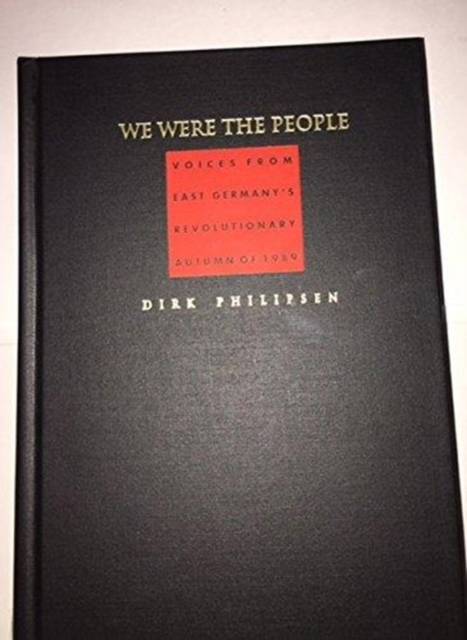 WE WERE THE PEOPLE
VOICES FROM
EAST GERMANY'S
REVOLUTIONARY
AUTUMN OF 1989
DIRK PHILIPSEN